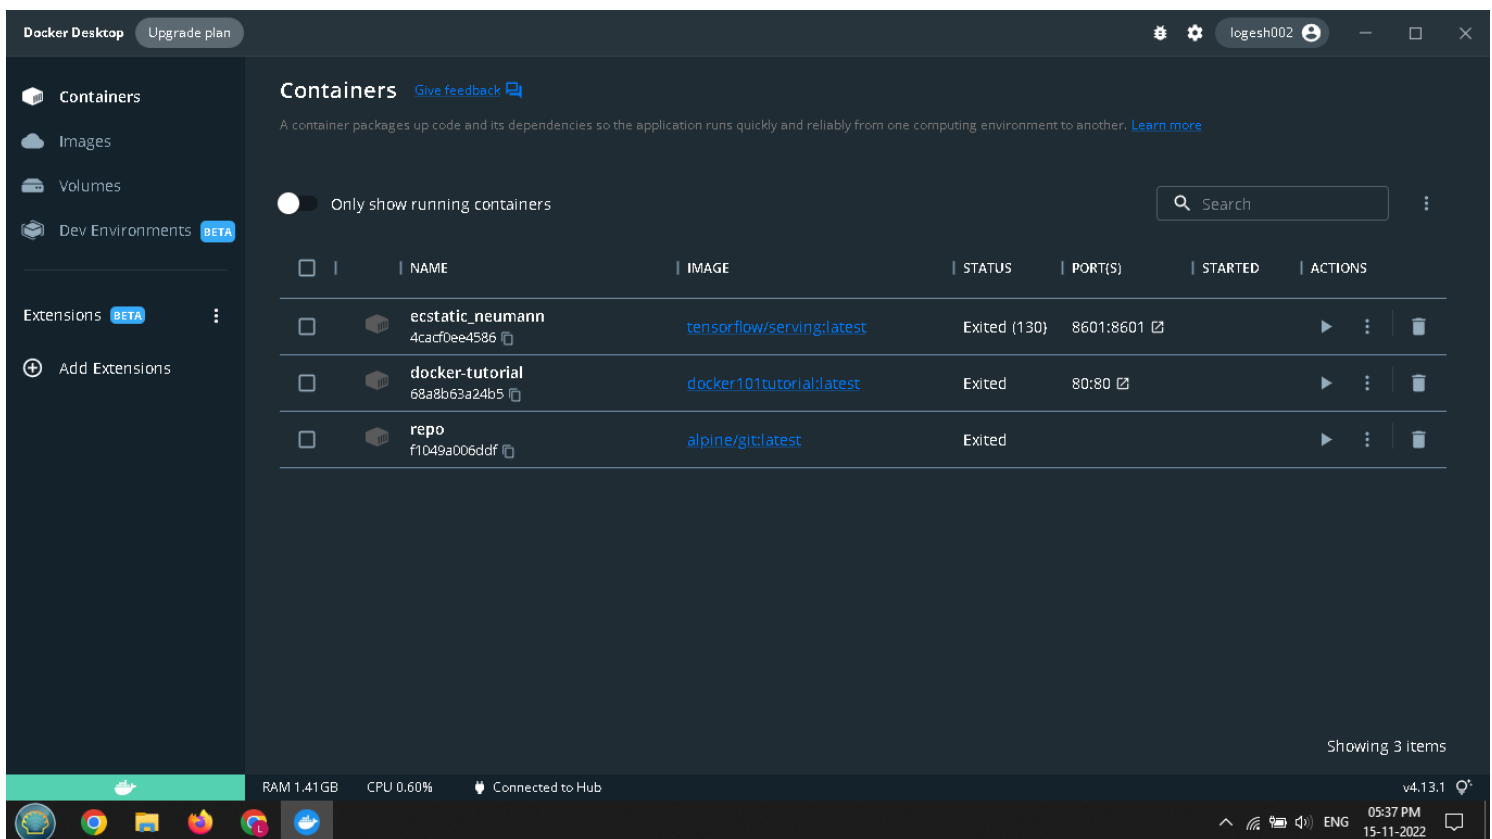 Docker Desktop Upgrade plan logesh002
Containers
Images
Volumes
Dev Environments BETA
Extensions BETA
Add Extensions
Containers Give feedback
A container packages up code and its dependencies so the application runs quickly and reliably from one computing environment to another. Learn more
Only show running containers Search
NAME IMAGE STATUS PORT(S) STARTED ACTIONS
ecstatic_neumann
4cacf0ee4586 tensorflow/serving:latest Exited (130) 8601:8601
docker-tutorial
68a8b63a24b5 docker101tutorial:latest Exited 80:80
repo
f1049a006ddf alpine/git:latest Exited
Showing 3 items
RAM 1.41GB CPU 0.60% Connected to Hub v4.13.1
L ENG 05:37 PM
15-11-2022